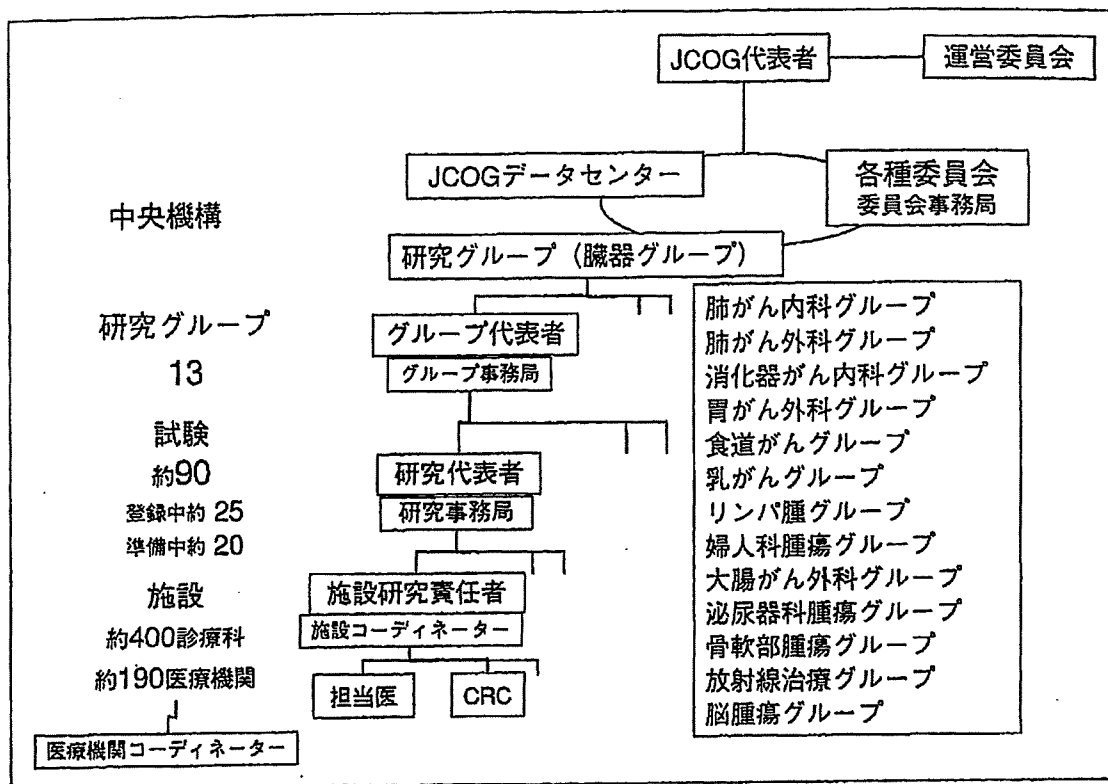 JCOG代表者
運営委員会
JCOGデータセンター
各種委員会
委員会事務局
中央機構
研究グループ（臓器グループ）
研究グループ
13
グループ代表者
グループ事務局
試験
約90
登録中約 25
準備中約 20
研究代表者
研究事務局
施設
約400診療科
約190医療機関
施設研究責任者
施設コーディネーター
担当医
CRC
医療機関コーディネーター
肺がん内科グループ
肺がん外科グループ
消化器がん内科グループ
胃がん外科グループ
食道がんグループ
乳がんグループ
リンパ腫グループ
婦人科腫瘍グループ
大腸がん外科グループ
泌尿器科腫瘍グループ
骨軟部腫瘍グループ
放射線治療グループ
脳腫瘍グループ